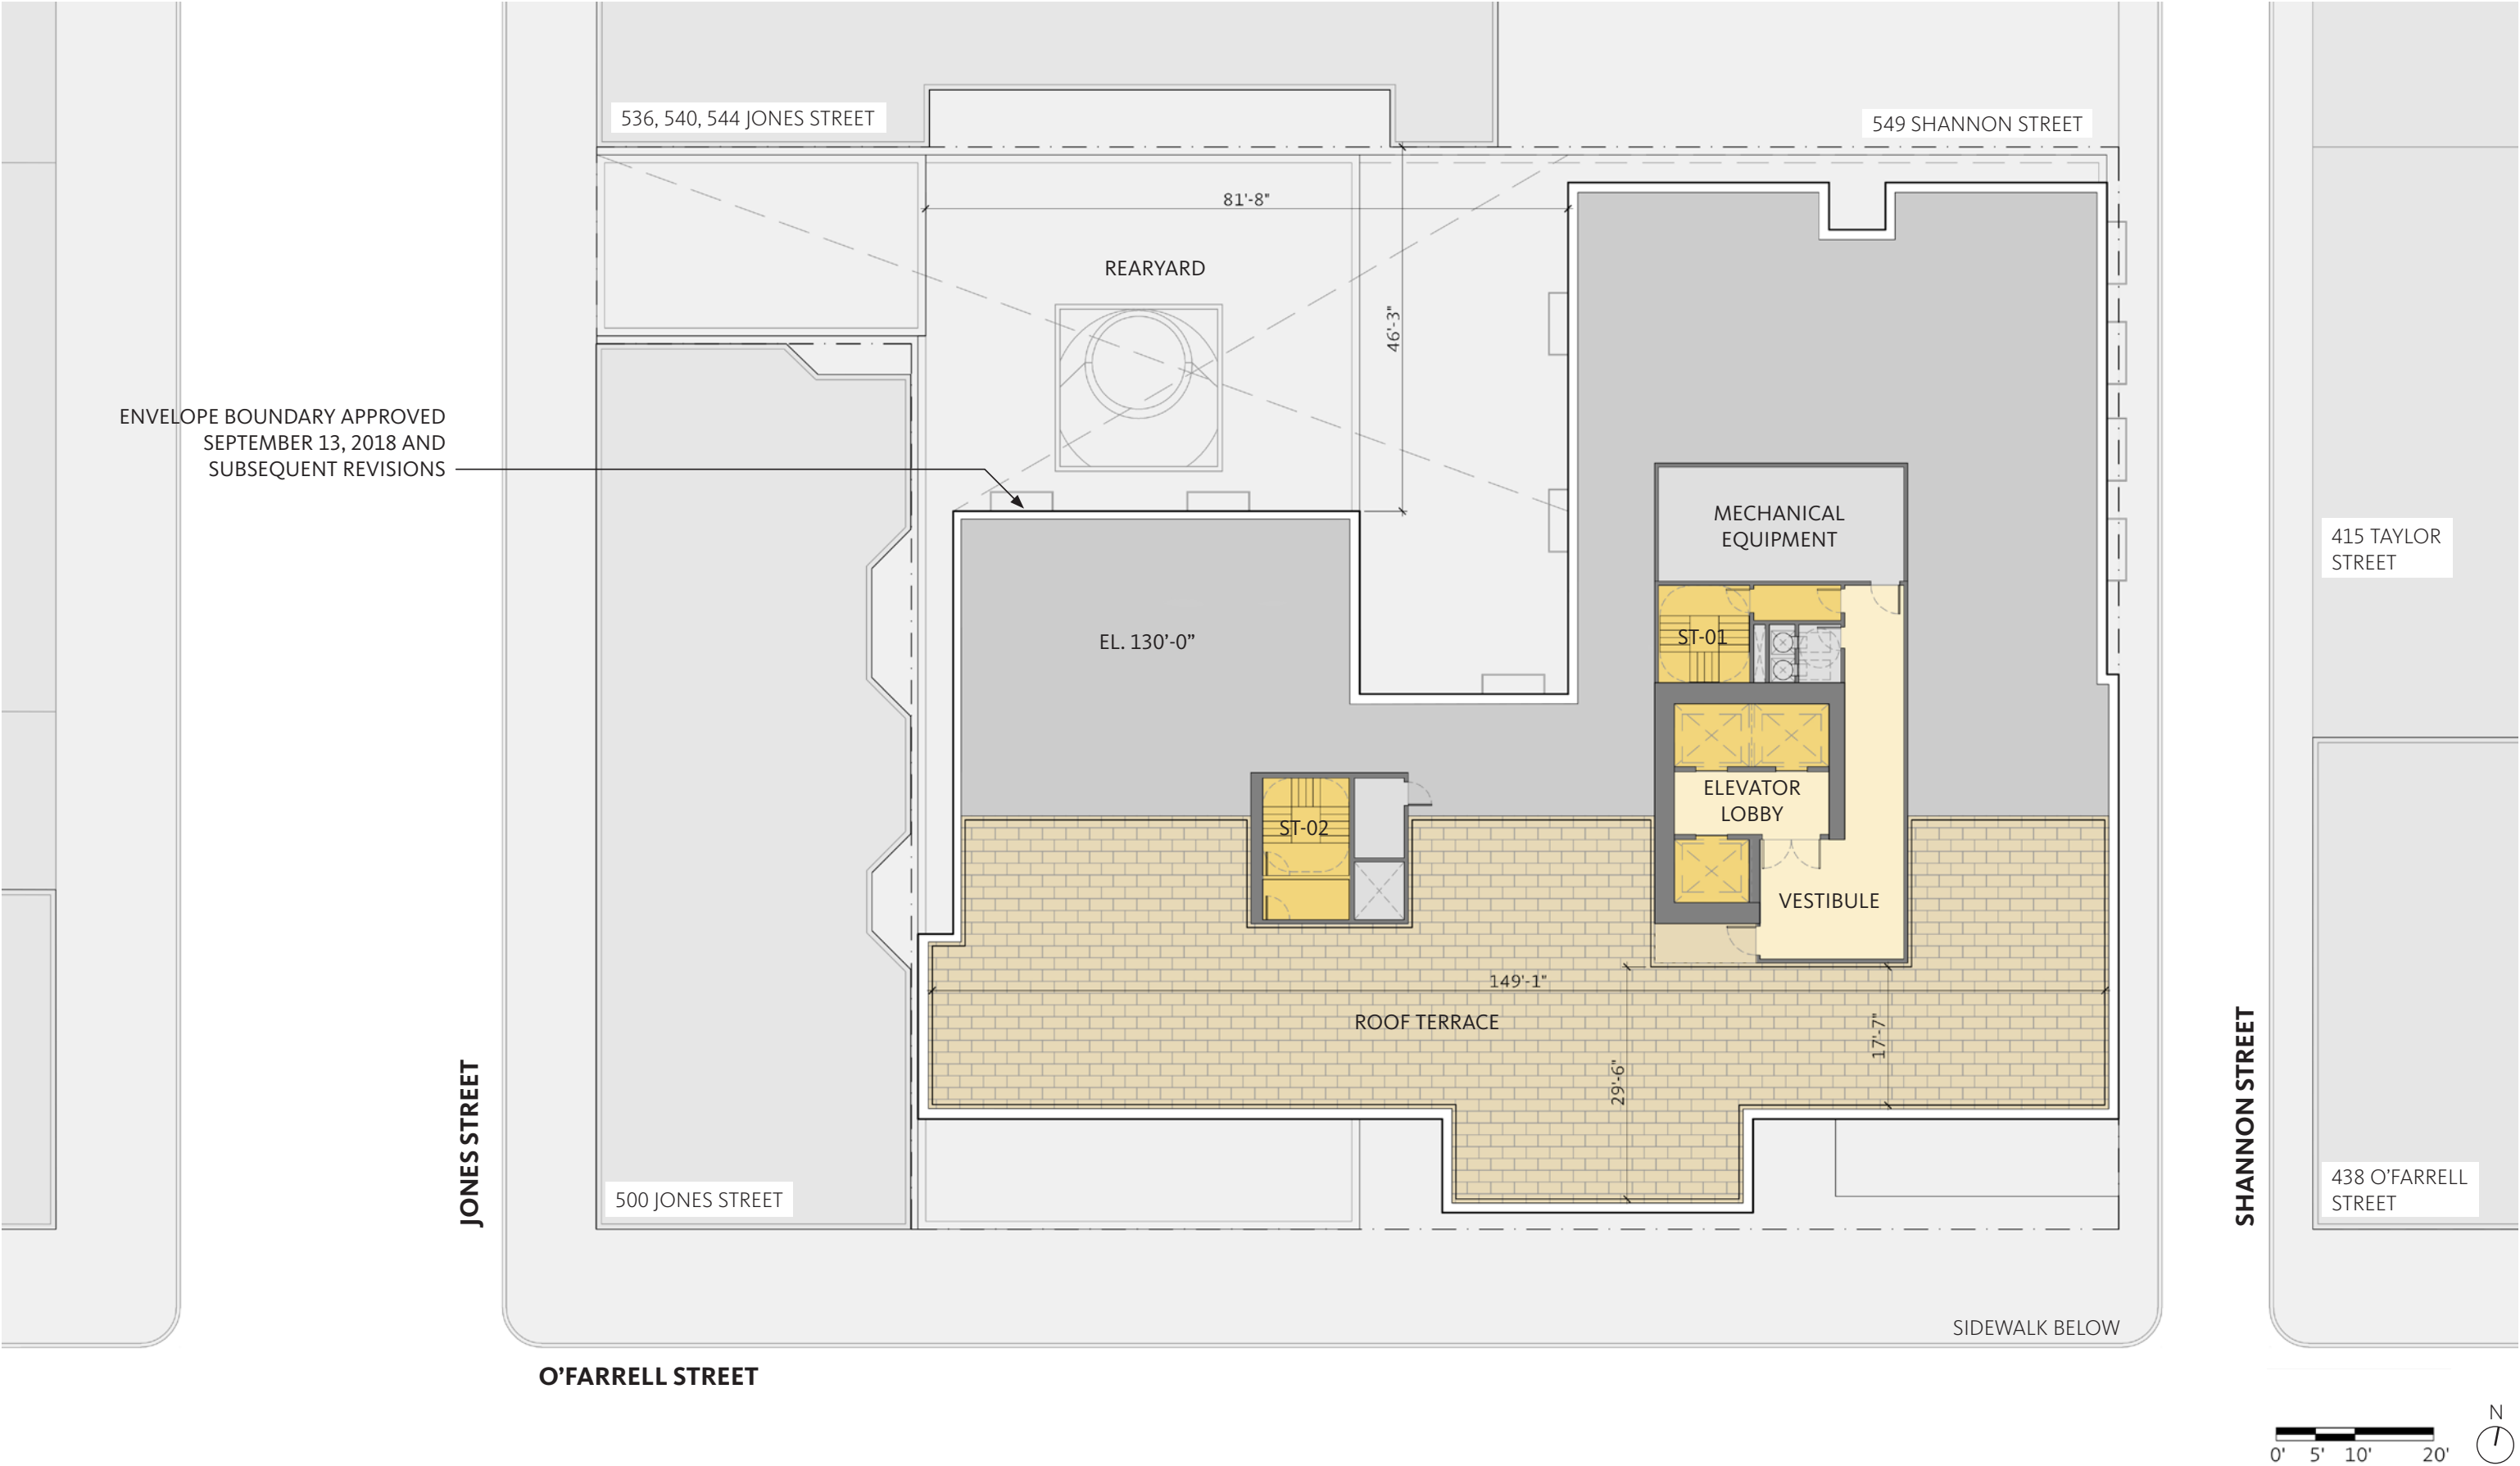 536, 540, 544 JONES STREET
549 SHANNON STREET
81'-8"
REARYARD
46'-3"
ENVELOPE BOUNDARY APPROVED
SEPTEMBER 13, 2018 AND
SUBSEQUENT REVISIONS
MECHANICAL
EQUIPMENT
415 TAYLOR
STREET
EL. 130’-0”
ST-01
ELEVATOR
LOBBY
ST-02
VESTIBULE
149'-1"
ROOF TERRACE
17'-7"
29'-6"
JONES STREET
SHANNON STREET
500 JONES STREET
438 O’FARRELL
STREET
SIDEWALK BELOW
O’FARRELL STREET
N
0' 5' 10' 20'